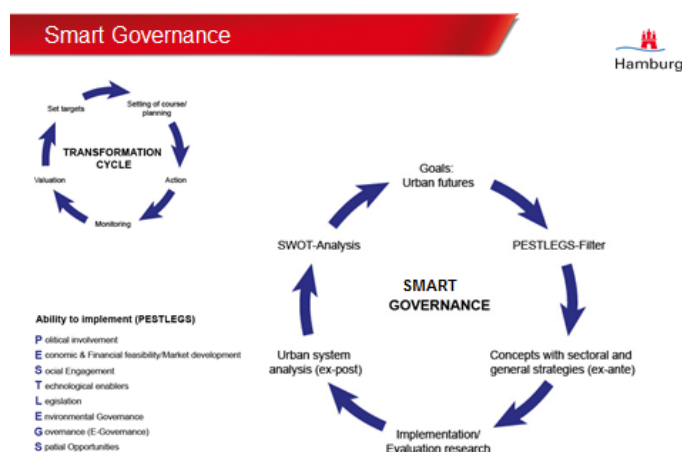 Smart Governance
Hamburg
Set targets
Setting of course/
planning
TRANSFORMATION
CYCLE
Valuation
Action
Monitoring
Goals:
Urban futures
SWOT-Analysis
PESTLEGS-Filter
SMART
GOVERNANCE
Urban system
analysis (ex-post)
Concepts with sectoral and
general strategies (ex-ante)
Implementation/
Evaluation research
Ability to implement (PESTLEGS)
Political involvement
Economic & Financial feasibility/Market development
Social Engagement
Technological enablers
Legislation
Environmental Governance
Governance (E-Governance)
Spatial Opportunities